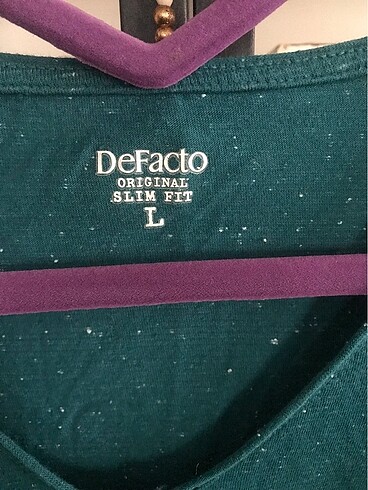 DeFacto
ORIGINAL
SLIM FIT
L